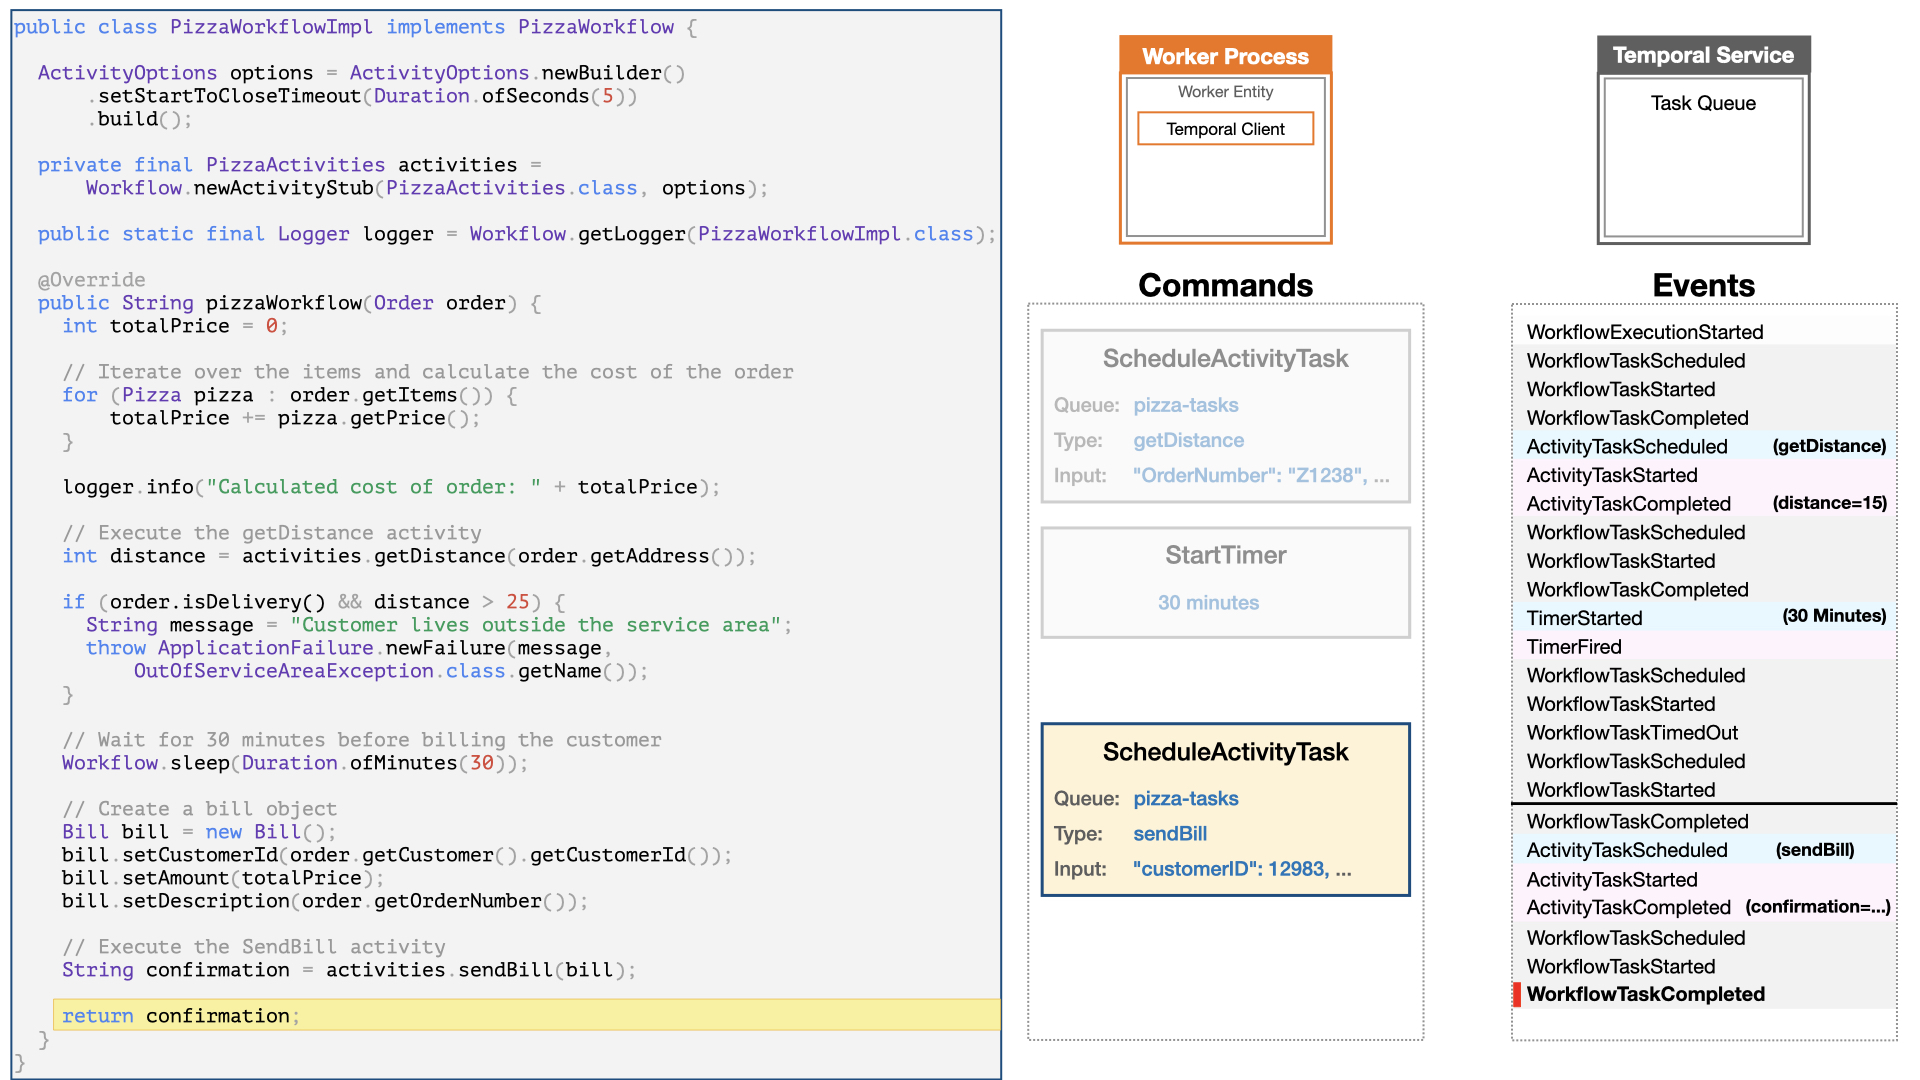 public class PizzaWorkflowImpl implements PizzaWorkflow {
ActivityOptions options = ActivityOptions.newBuilder()
.setStartToCloseTimeout(Duration.ofSeconds(5))
.build();
private final PizzaActivities activities =
Workflow.newActivityStub(PizzaActivities.class, options);
public static final Logger logger = Workflow.getLogger(PizzaWorkflowImpl.class);
@Override
public String pizzaWorkflow(Order order) {
int totalPrice = 0;
// Iterate over the items and calculate the cost of the order
for (Pizza pizza : order.getItems()) {
totalPrice += pizza.getPrice();
}
logger.info("Calculated cost of order: " + totalPrice);
// Execute the getDistance activity
int distance = activities.getDistance(order.getAddress());
if (order.isDelivery() && distance > 25) {
String message = "Customer lives outside the service area";
throw ApplicationFailure.newFailure(message,
OutOfServiceAreaException.class.getName());
}
// Wait for 30 minutes before billing the customer
Workflow.sleep(Duration.ofMinutes(30));
// Create a bill object
Bill bill = new Bill();
bill.setCustomerId(order.getCustomer().getCustomerId());
bill.setAmount(totalPrice);
bill.setDescription(order.getOrderNumber());
// Execute the SendBill activity
String confirmation = activities.sendBill(bill);
return confirmation;
}
}
Worker Process
Worker Entity
Temporal Client
Commands
ScheduleActivityTask
Queue: pizza-tasks
Type: getDistance
Input: "OrderNumber": "Z1238", ...
StartTimer
30 minutes
ScheduleActivityTask
Queue: pizza-tasks
Type: sendBill
Input: "customerID": 12983, ...
Temporal Service
Task Queue
Events
WorkflowExecutionStarted
WorkflowTaskScheduled
WorkflowTaskStarted
WorkflowTaskCompleted
ActivityTaskScheduled (getDistance)
ActivityTaskStarted
ActivityTaskCompleted (distance=15)
WorkflowTaskScheduled
WorkflowTaskStarted
WorkflowTaskCompleted
TimerStarted (30 Minutes)
TimerFired
WorkflowTaskScheduled
WorkflowTaskStarted
WorkflowTaskTimedOut
WorkflowTaskScheduled
WorkflowTaskStarted
WorkflowTaskCompleted
ActivityTaskScheduled (sendBill)
ActivityTaskStarted
ActivityTaskCompleted (confirmation=...)
WorkflowTaskScheduled
WorkflowTaskStarted
WorkflowTaskCompleted